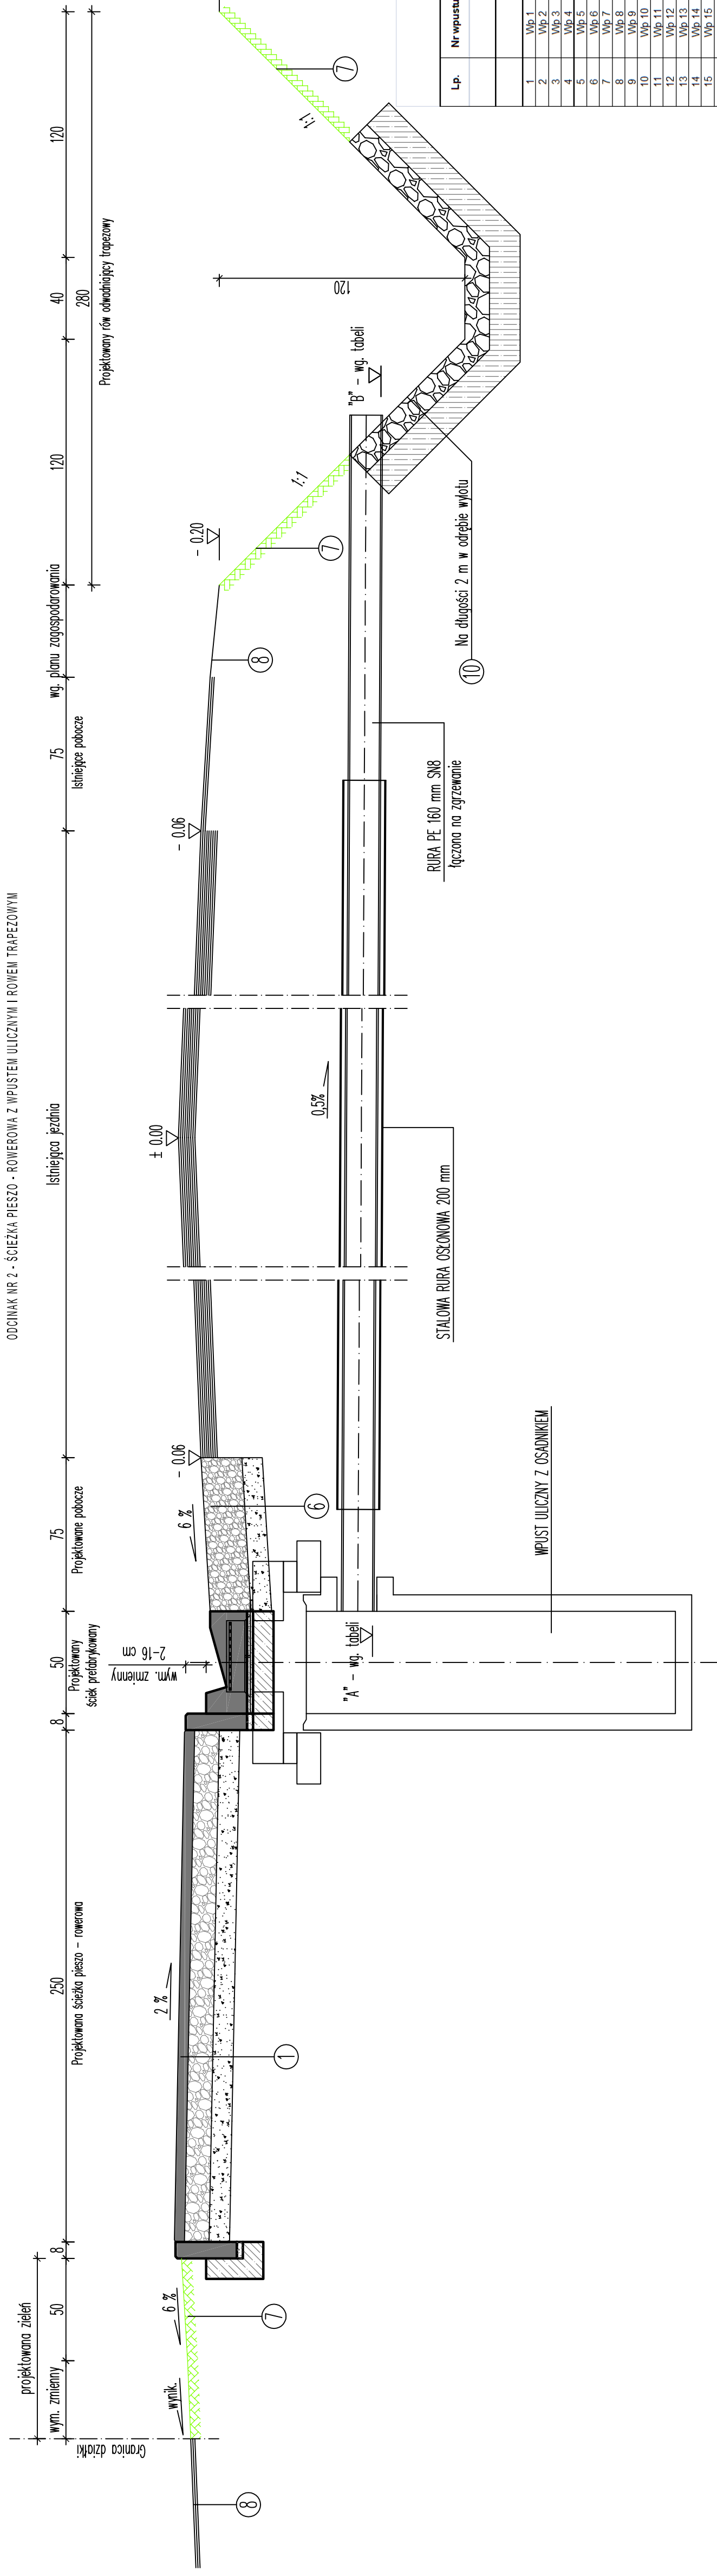 ODCINAK NR 2 - ŚCIEŻKA PIESZO - ROWEROWA Z WPUSTEM ULICZNYM I ROWEM TRAPEZOWYM
projektowana zieleń
wym. zmienny
50
8
250
8
50
75
Istniejąca jezdnia
75
wg. planu zagospodarowania
120
40
120
280
Projektowana ścieżka pieszo - rowerowa
Projektowany
ściek prefabrykowany
Projektowane pobocze
Istniejące pobocze
Projektowany rów odwadniający trapezowy
Granica działki
wynik.
6 %
2 %
wym. zmienny
2-16 cm
6 %
- 0.06
± 0.00
- 0.06
- 0.20
8
7
1
6
8
7
1:1
1:1
7
120
0,5%
"A" - wg. tabeli
"B" - wg. tabeli
STALOWA RURA OSŁONOWA 200 mm
RURA PE 160 mm SN8
łączona na zgrzewanie
10
Na długości 2 m w odrębie wylotu
WPUST ULICZNY Z OSADNIKIEM
Lp. Nr wpustu
1 Wp 1
2 Wp 2
3 Wp 3
4 Wp 4
5 Wp 5
6 Wp 6
7 Wp 7
8 Wp 8
9 Wp 9
10 Wp 10
11 Wp 11
12 Wp 12
13 Wp 13
14 Wp 14
15 Wp 15